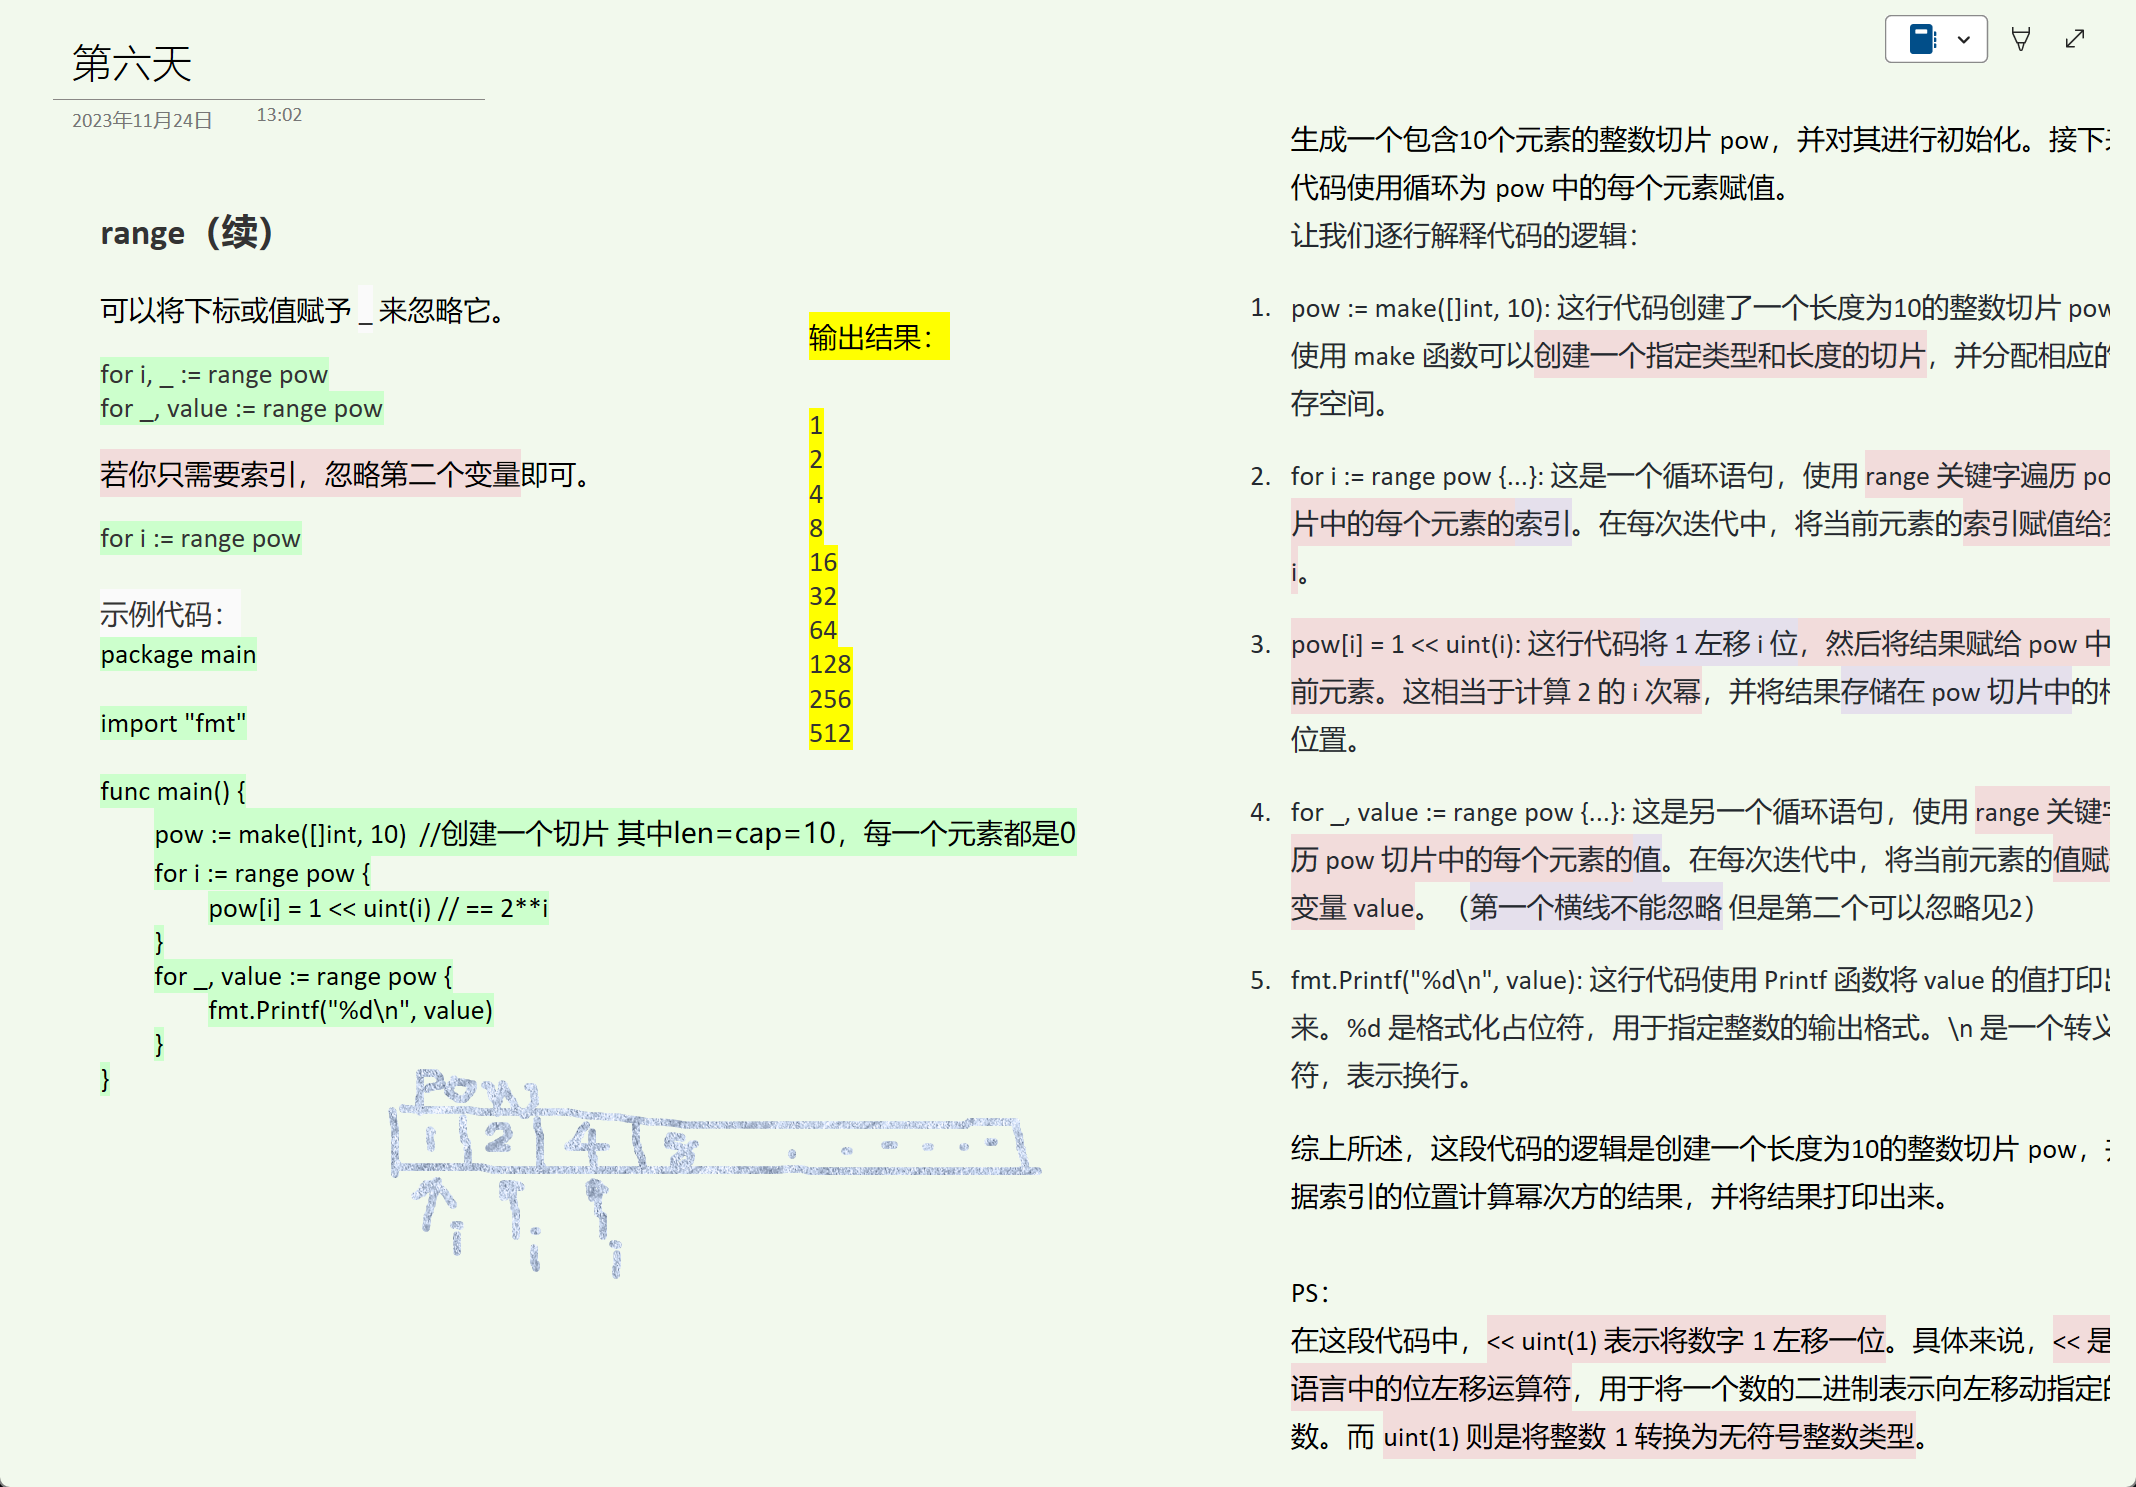 第六天
2023年11月24日 13:02
range（续）
可以将下标或值赋予 _ 来忽略它。
for i, _ := range pow
for _, value := range pow
若你只需要索引，忽略第二个变量即可。
for i := range pow
示例代码：
package main
import "fmt"
func main() {
pow := make([]int, 10)  //创建一个切片 其中len=cap=10，每一个元素都是0
for i := range pow {
pow[i] = 1 << uint(i) // == 2**i
}
for _, value := range pow {
fmt.Printf("%d\n", value)
}
}
pow
1 2 4 8 . . . . . .
i i i
输出结果：
1
2
4
8
16
32
64
128
256
512
生成一个包含10个元素的整数切片 pow，并对其进行初始化。接下
代码使用循环为 pow 中的每个元素赋值。
让我们逐行解释代码的逻辑：
1. pow := make([]int, 10): 这行代码创建了一个长度为10的整数切片 pow
使用 make 函数可以创建一个指定类型和长度的切片，并分配相应的
存空间。
2. for i := range pow {...}: 这是一个循环语句，使用 range 关键字遍历 po
片中的每个元素的索引。在每次迭代中，将当前元素的索引赋值给
i。
3. pow[i] = 1 << uint(i): 这行代码将 1 左移 i 位，然后将结果赋给 pow 中
前元素。这相当于计算 2 的 i 次幂，并将结果存储在 pow 切片中的
位置。
4. for _, value := range pow {...}: 这是另一个循环语句，使用 range 关键
历 pow 切片中的每个元素的值。在每次迭代中，将当前元素的值赋
变量 value。（第一个横线不能忽略 但是第二个可以忽略见2）
5. fmt.Printf("%d\n", value): 这行代码使用 Printf 函数将 value 的值打印出
来。%d 是格式化占位符，用于指定整数的输出格式。\n 是一个转义
符，表示换行。
综上所述，这段代码的逻辑是创建一个长度为10的整数切片 pow，
据索引的位置计算幂次方的结果，并将结果打印出来。
PS：
在这段代码中，<< uint(1) 表示将数字 1 左移一位。具体来说，<< 是
语言中的位左移运算符，用于将一个数的二进制表示向左移动指定
数。而 uint(1) 则是将整数 1 转换为无符号整数类型。